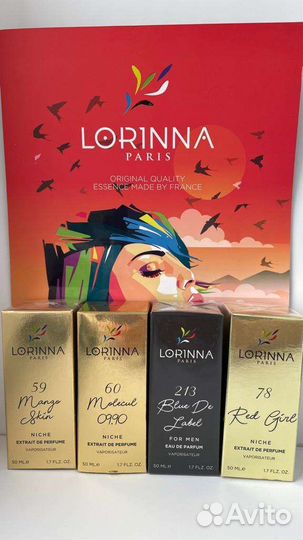 LORINNA
PARIS
ORIGINAL QUALITY
ESSENCE MADE BY FRANCE
LORINNA
PARIS
59
Mango
Skin
NICHE
EXTRAIT DE PERFUME
VAPORISATEUR
50 ML.e 1.7 FL.Z.
LORINNA
PARIS
60
Molecul
0990
NICHE
EXTRAIT DE PERFUME
VAPORISATEUR
50 ML.e 1.7 FL.OZ.
LORINNA
PARIS
213
Blue De
Label
FOR MEN
EAU DE PARFUM
VAPORISATEUR
50 ML.e 1.7 FL.OZ.
LORINNA
PARIS
78
Red Girl
NICHE
EXTRAIT DE PERFUME
VAPORISATEUR
50 ML.e 1.7 FL.OZ.
Avito